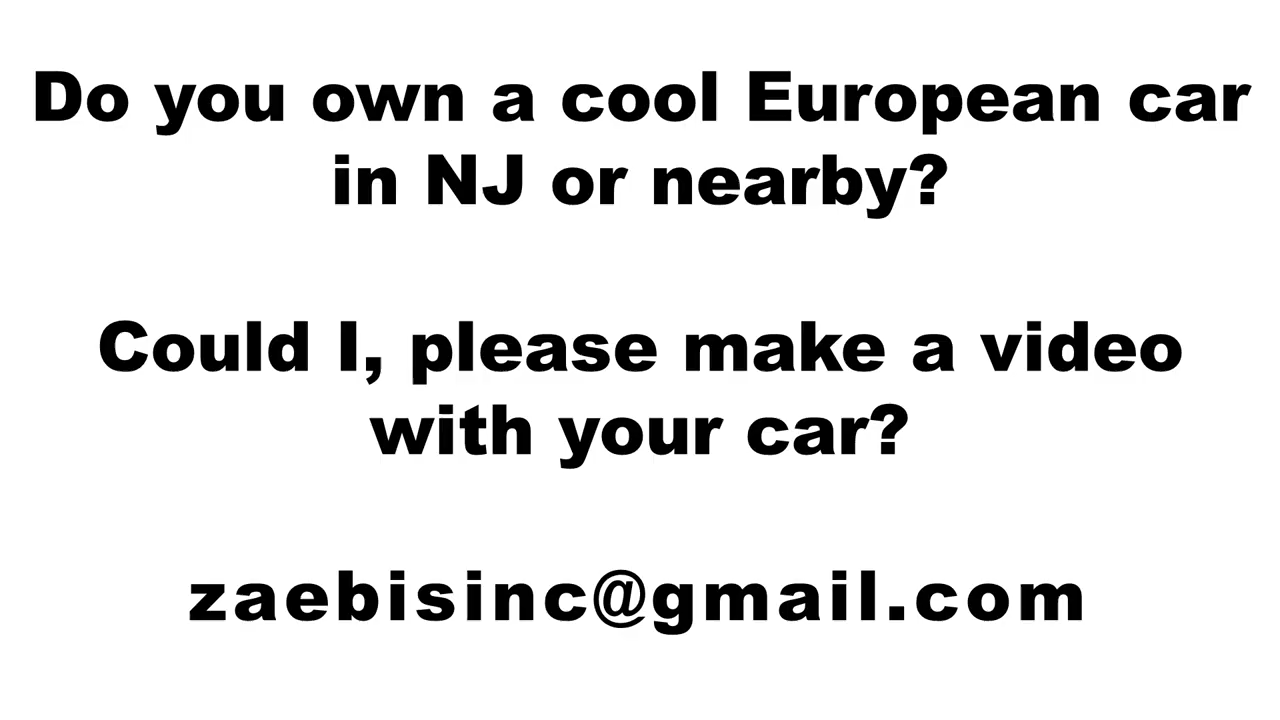 Do you own a cool European car
in NJ or nearby?
Could I, please make a video
with your car?
zaebisinc@gmail.com